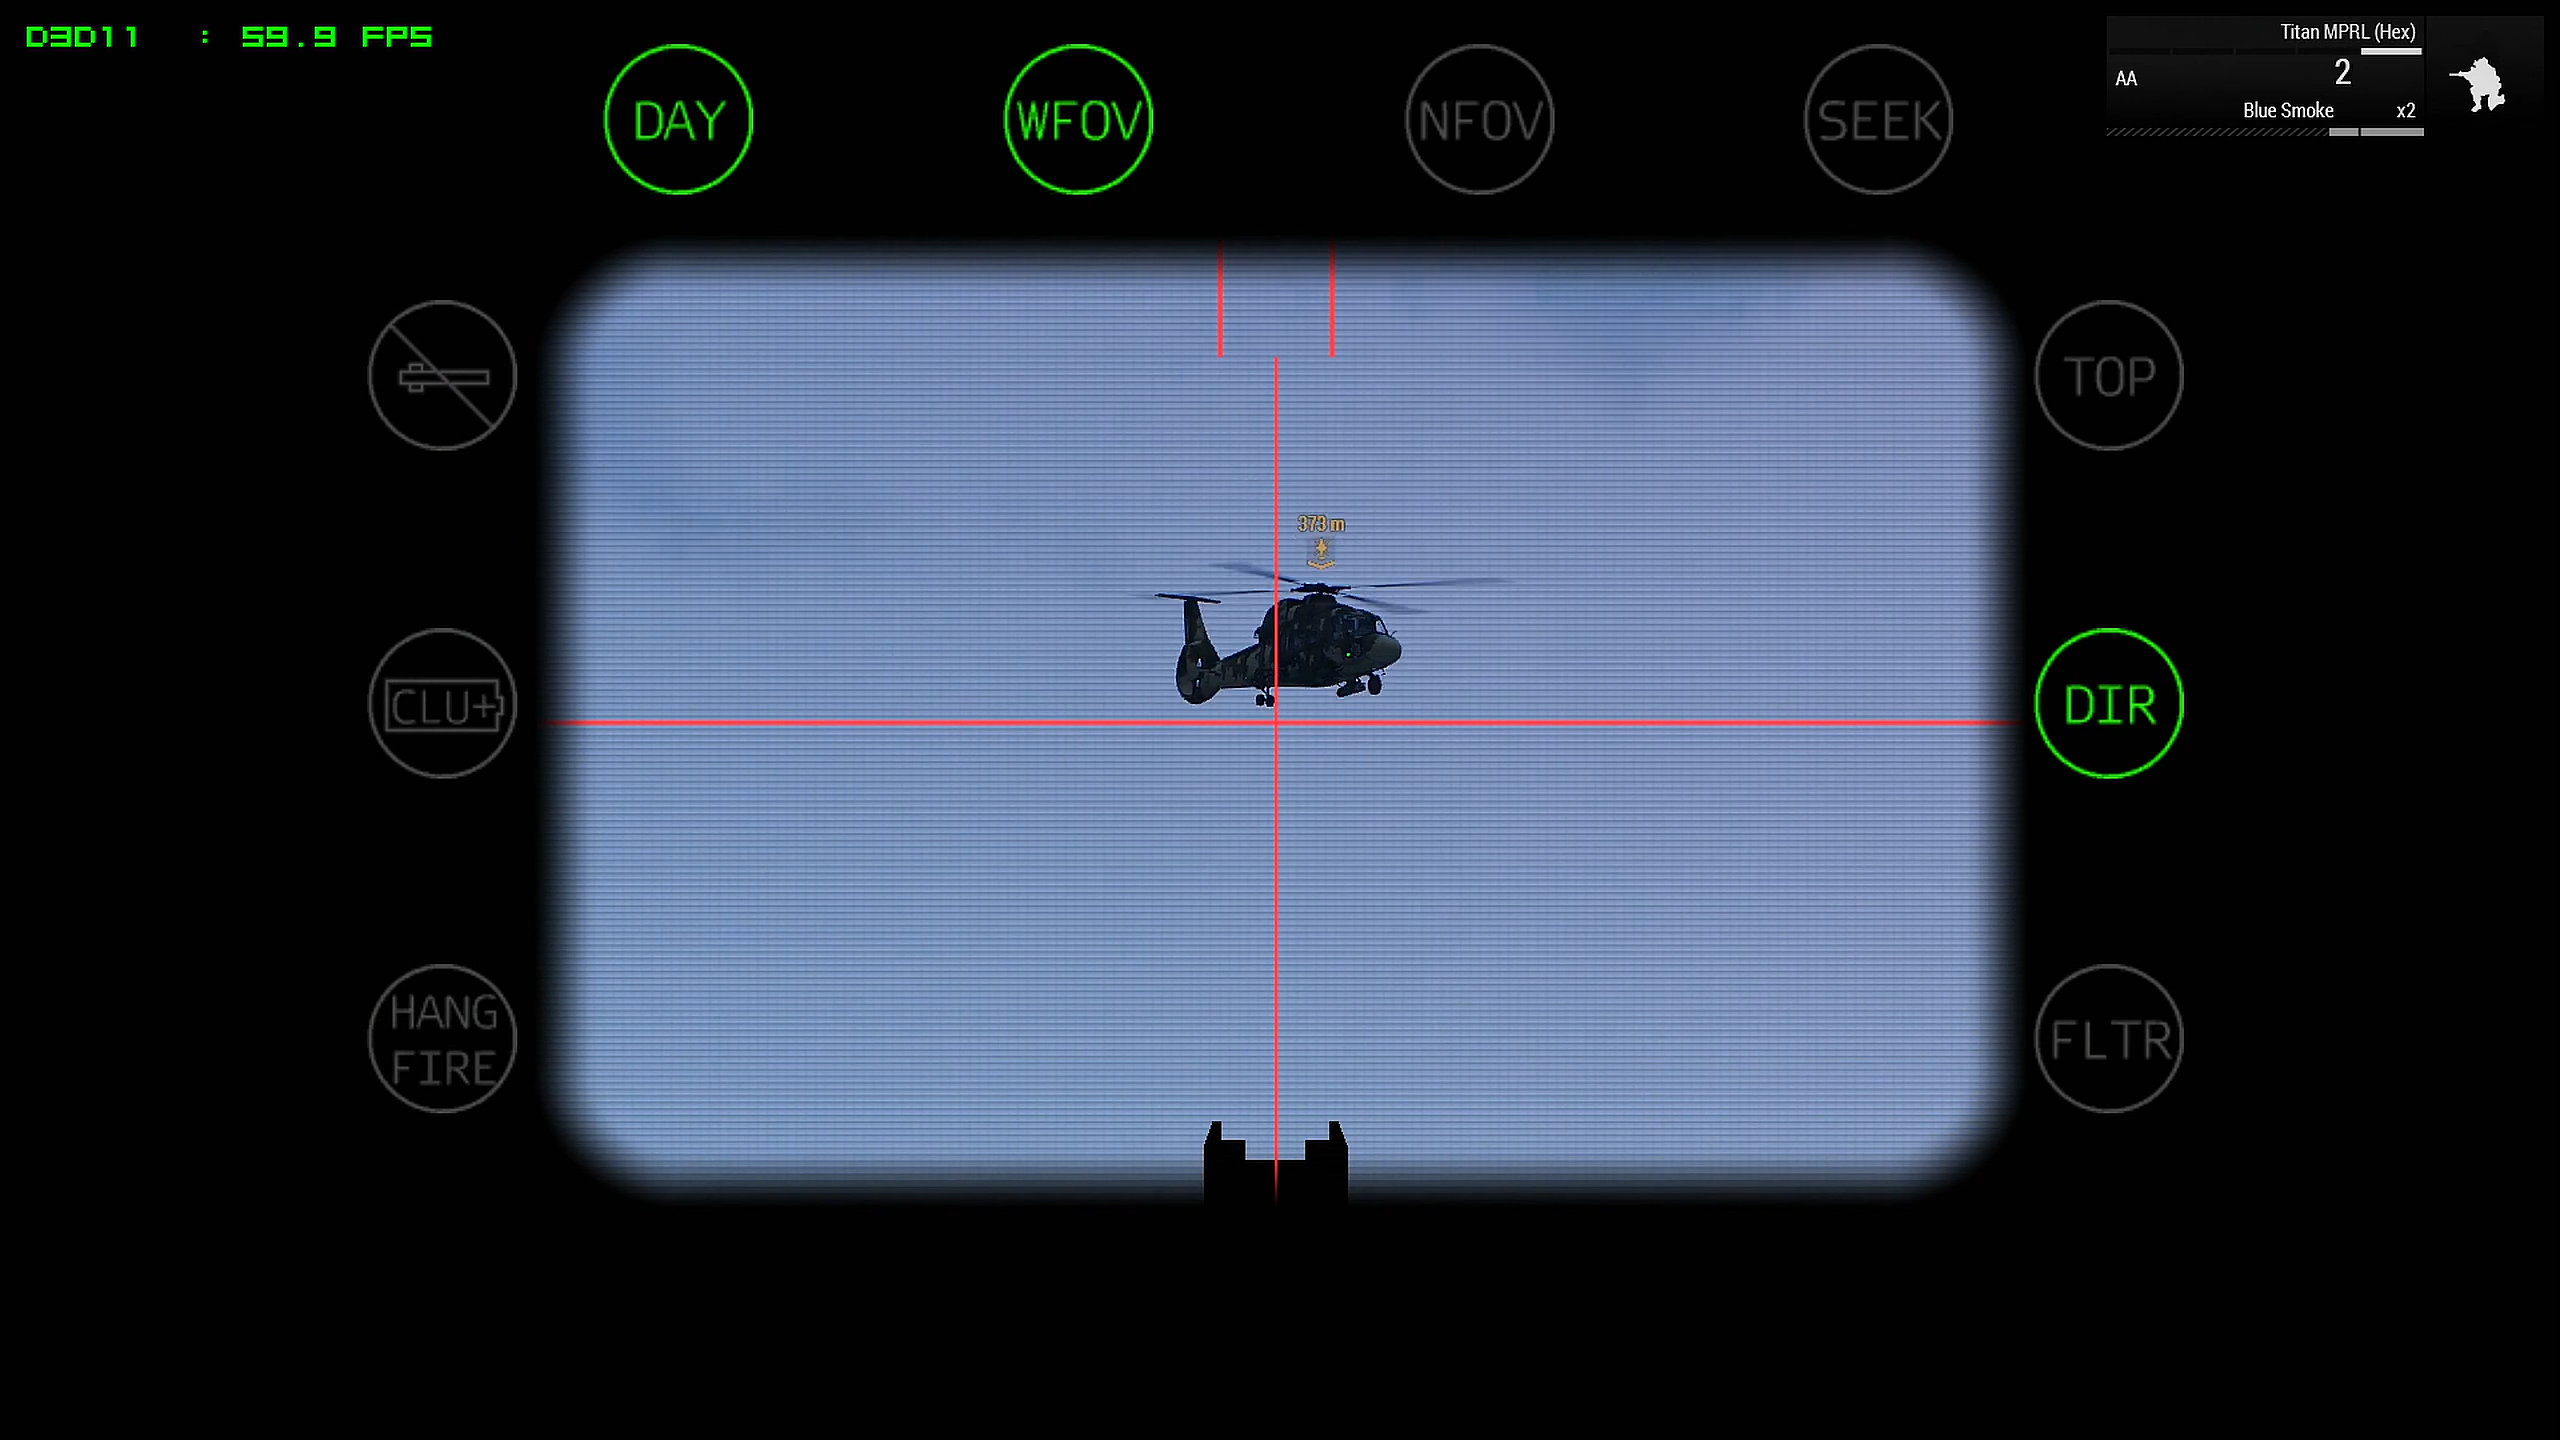 D3D11 : 59.9 FPS
Titan MPRL (Hex)
AA 2
Blue Smoke x2
DAY WFOV NFOV SEEK
TOP
373 m
CLU+
DIR
HANG
FIRE
FLTR